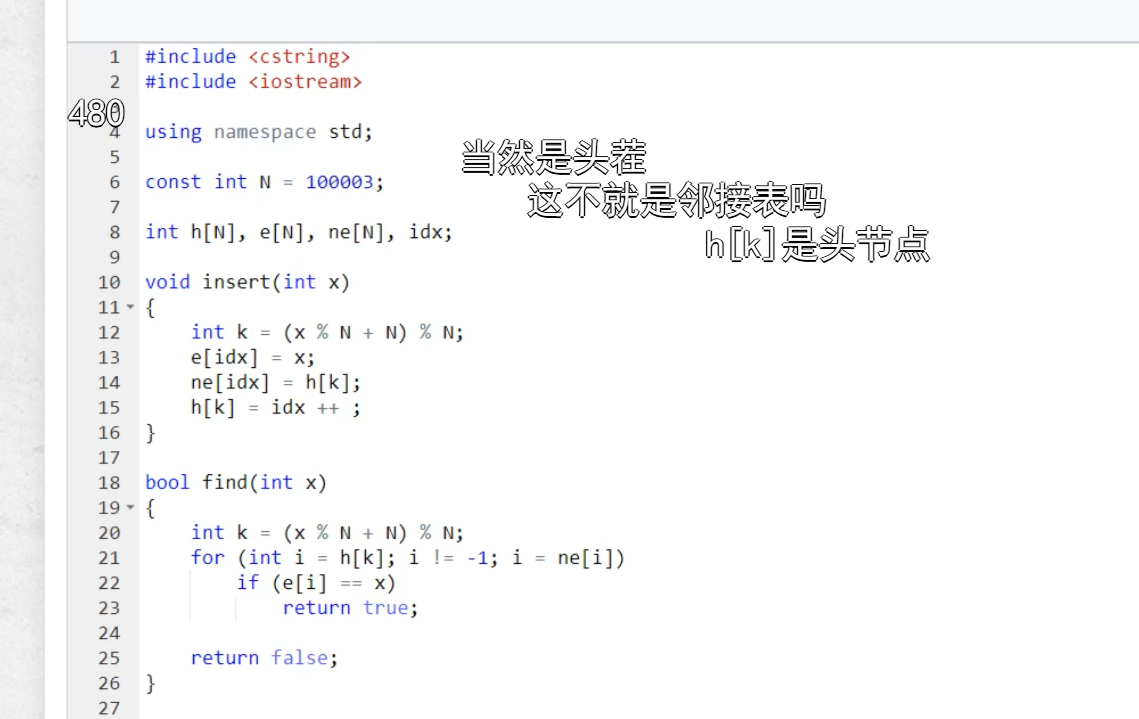 1 #include <cstring>
2 #include <iostream>
480
4 using namespace std;
当然是头茬
5
6 const int N = 100003;
这不就是邻接表吗
7
8 int h[N], e[N], ne[N], idx;
h[k]是头节点
9
10 void insert(int x)
11 {
12 int k = (x % N + N) % N;
13 e[idx] = x;
14 ne[idx] = h[k];
15 h[k] = idx ++ ;
16 }
17
18 bool find(int x)
19 {
20 int k = (x % N + N) % N;
21 for (int i = h[k]; i != -1; i = ne[i])
22 if (e[i] == x)
23 return true;
24
25 return false;
26 }
27